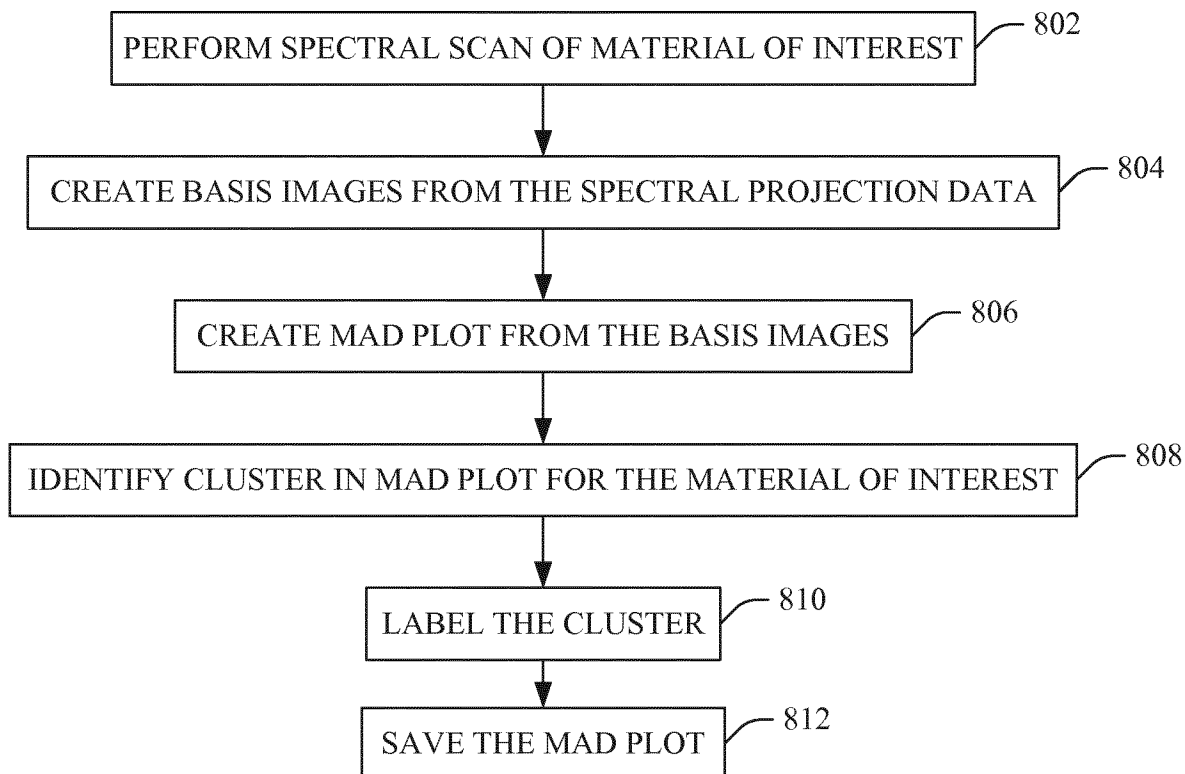 PERFORM SPECTRAL SCAN OF MATERIAL OF INTEREST 802
CREATE BASIS IMAGES FROM THE SPECTRAL PROJECTION DATA 804
CREATE MAD PLOT FROM THE BASIS IMAGES 806
IDENTIFY CLUSTER IN MAD PLOT FOR THE MATERIAL OF INTEREST 808
LABEL THE CLUSTER 810
SAVE THE MAD PLOT 812